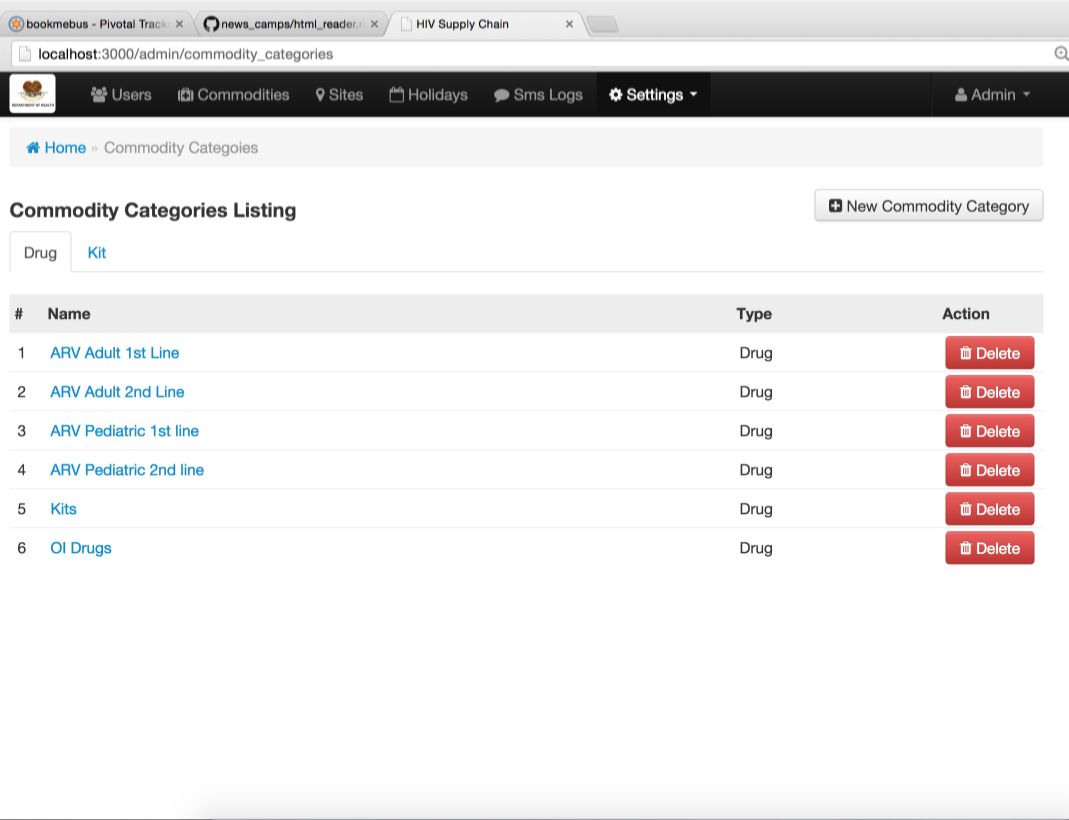 bookmebus - Pivotal Track
news_camps/html_reader.r
HIV Supply Chain
localhost:3000/admin/commodity_categories
DEPARTMENT OF HEALTH
Users
Commodities
Sites
Holidays
Sms Logs
Settings
Admin
Home » Commodity Categoies
Commodity Categories Listing
New Commodity Category
Drug
Kit
# Name Type Action
1 ARV Adult 1st Line Drug Delete
2 ARV Adult 2nd Line Drug Delete
3 ARV Pediatric 1st line Drug Delete
4 ARV Pediatric 2nd line Drug Delete
5 Kits Drug Delete
6 OI Drugs Drug Delete